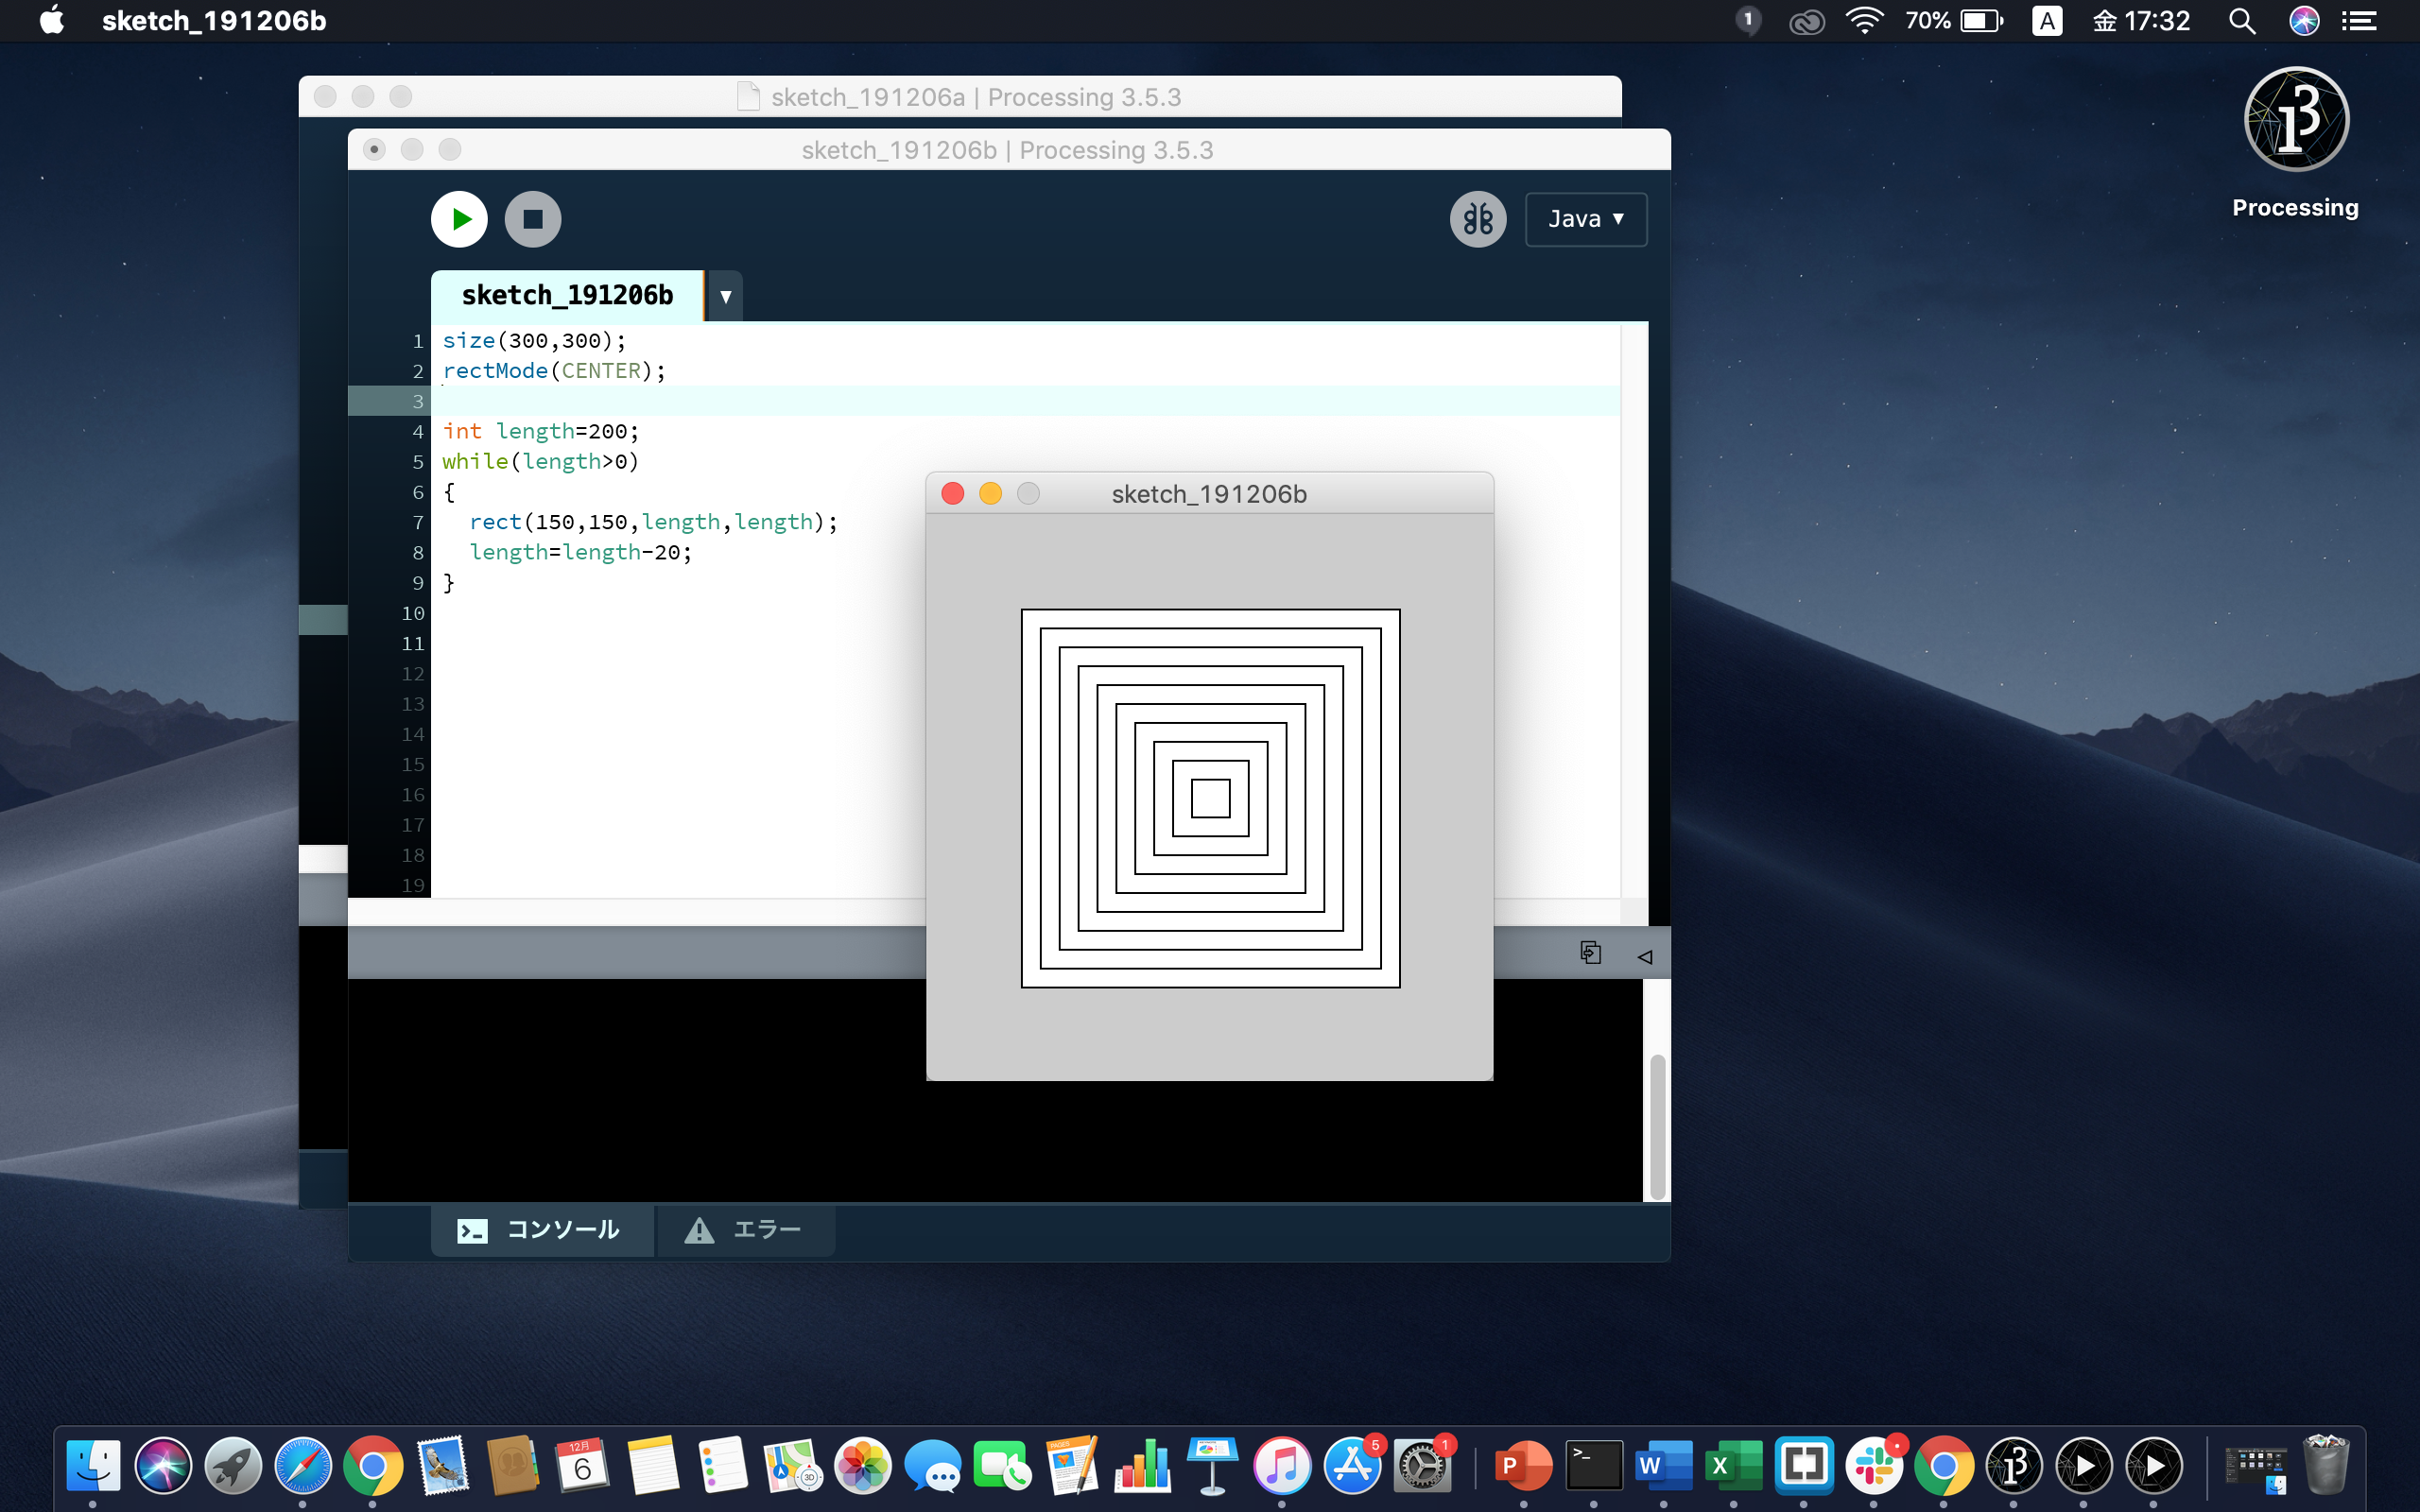 sketch_191206b
1
70%
A
金 17:32
Processing
sketch_191206a | Processing 3.5.3
sketch_191206b | Processing 3.5.3
Java ▼
sketch_191206b ▼
1 size(300,300);
2 rectMode(CENTER);
3
4 int length=200;
5 while(length>0)
6 {
7 rect(150,150,length,length);
8 length=length-20;
9 }
10
11
12
13
14
15
16
17
18
19
sketch_191206b
コンソール
エラー
12月
6
3D
PAGES
5
1
P
>_
W
X